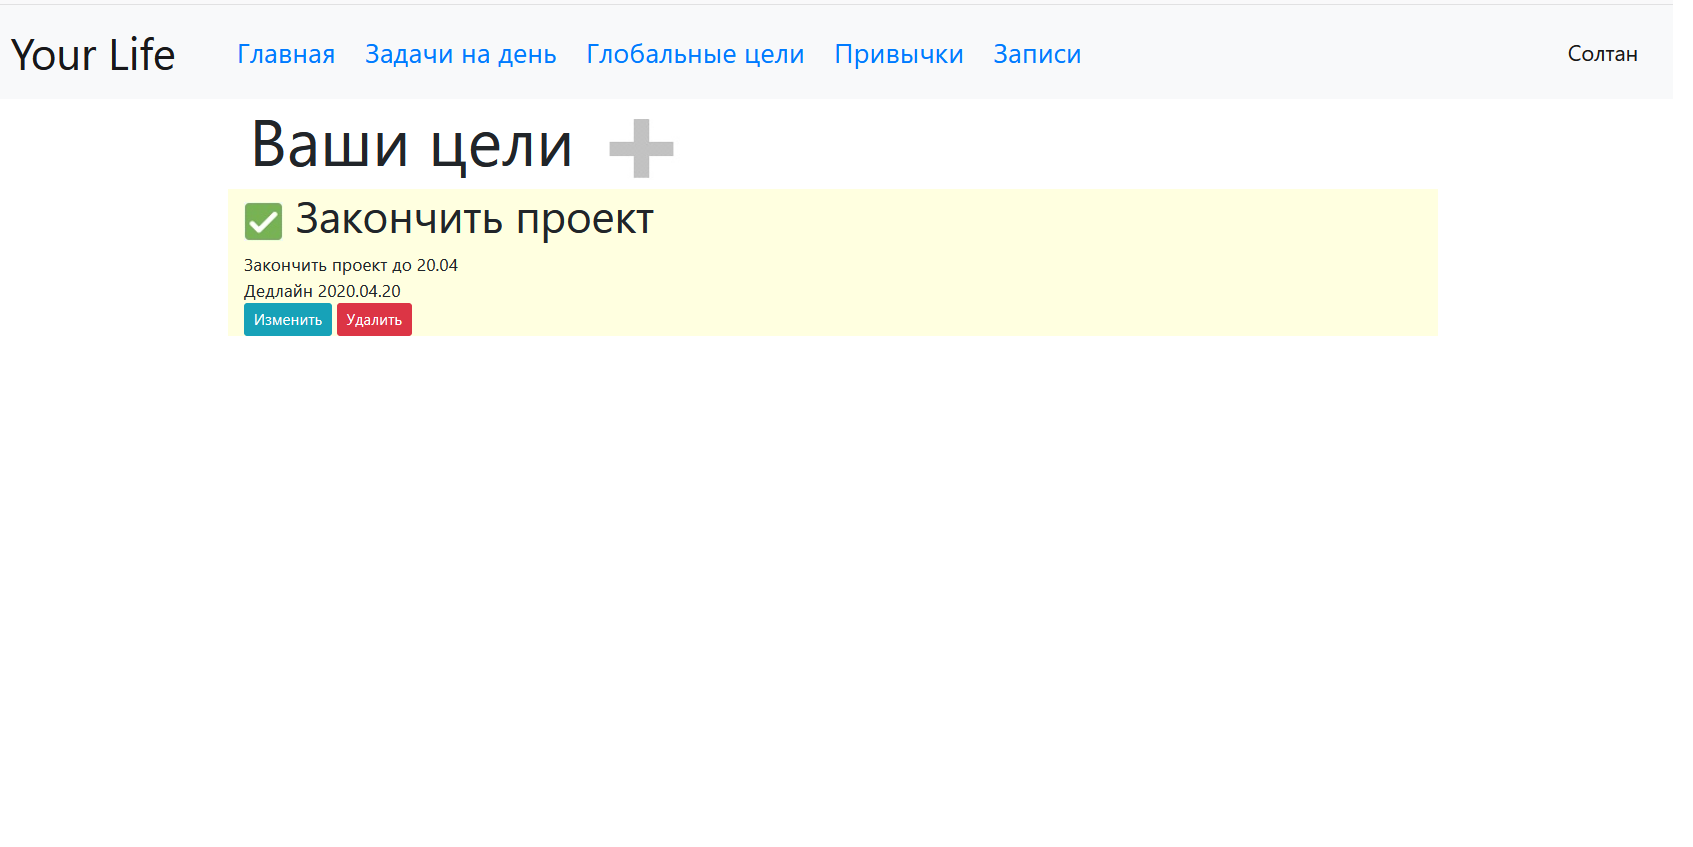 Your Life Главная Задачи на день Глобальные цели Привычки Записи Солтан
Ваши цели
Закончить проект
Закончить проект до 20.04
Дедлайн 2020.04.20
Изменить Удалить